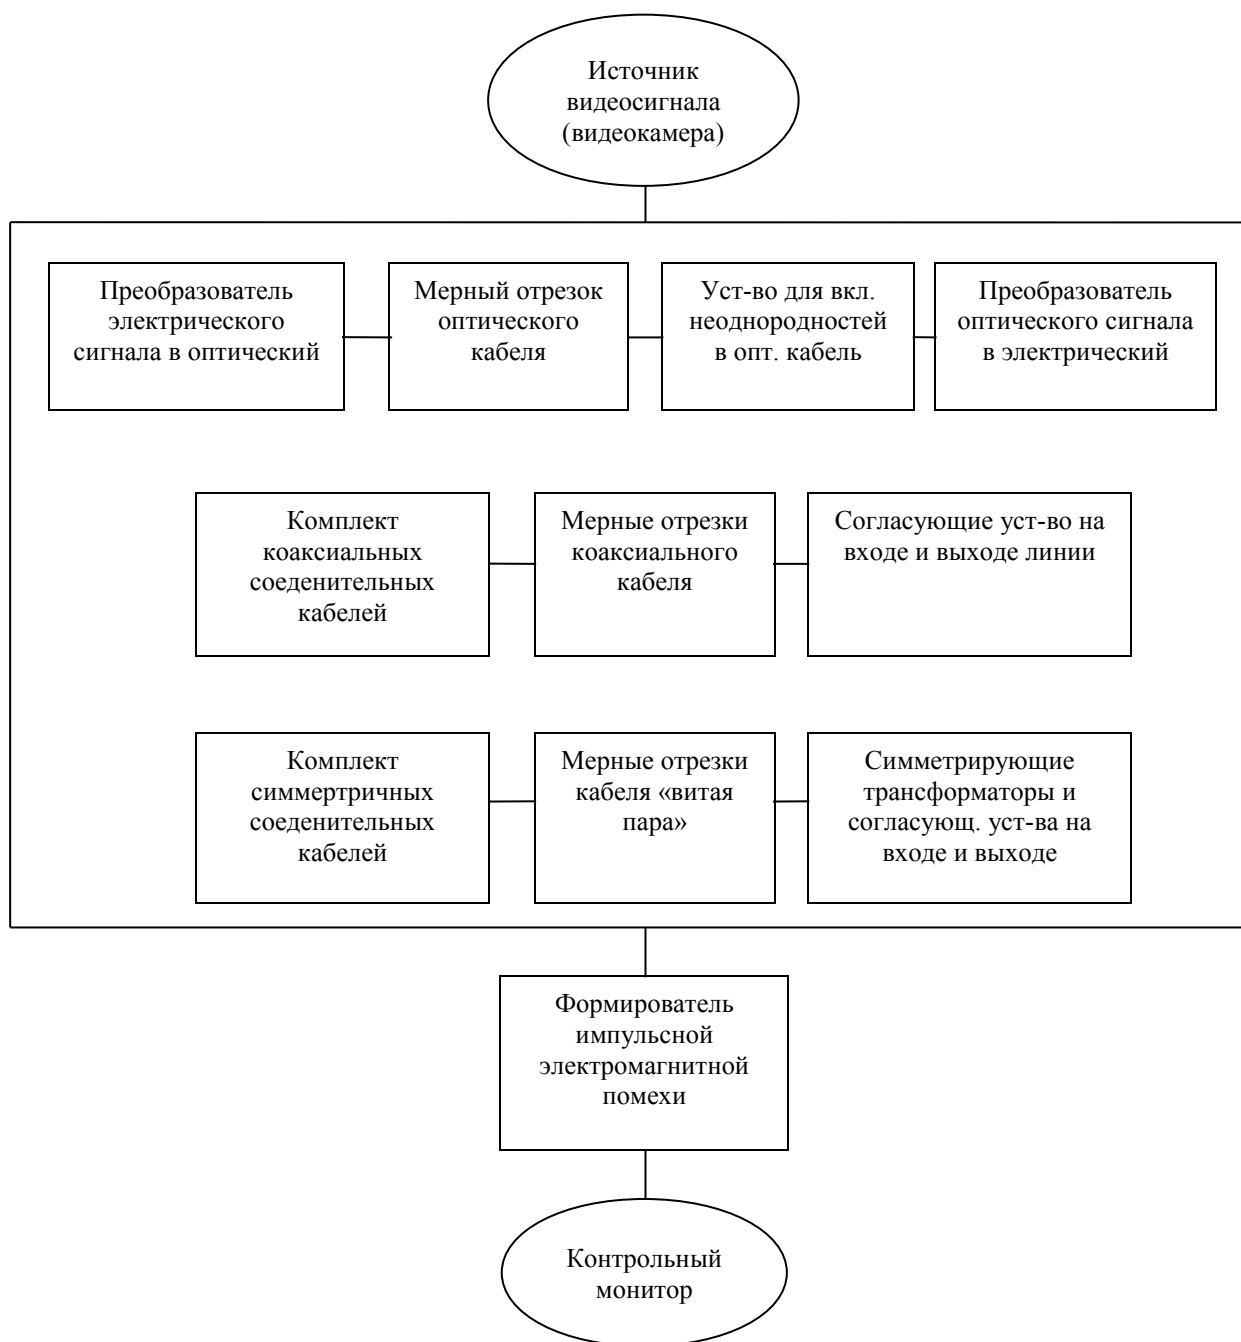 Источник
видеосигнала
(видеокамера)
Преобразователь
электрического
сигнала в оптический
Мерный отрезок
оптического
кабеля
Уст-во для вкл.
неоднородностей
в опт. кабель
Преобразователь
оптического сигнала
в электрический
Комплект
коаксиальных
соеденительных
кабелей
Мерные отрезки
коаксиального
кабеля
Согласующие уст-во на
входе и выходе линии
Комплект
симмертричных
соеденительных
кабелей
Мерные отрезки
кабеля «витая
пара»
Симметрирующие
трансформаторы и
согласующ. уст-ва на
входе и выходе
Формирователь
импульсной
электромагнитной
помехи
Контрольный
монитор